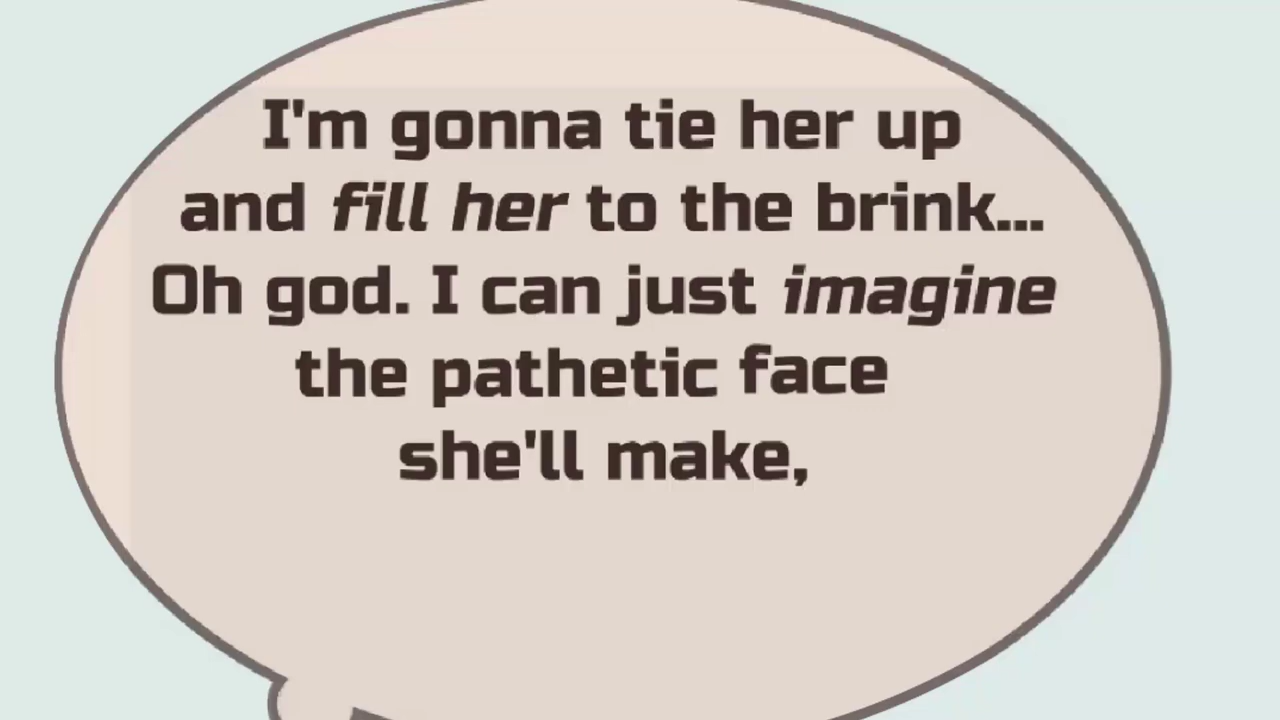 I'm gonna tie her up
and fill her to the brink...
Oh god. I can just imagine
the pathetic face
she'll make,